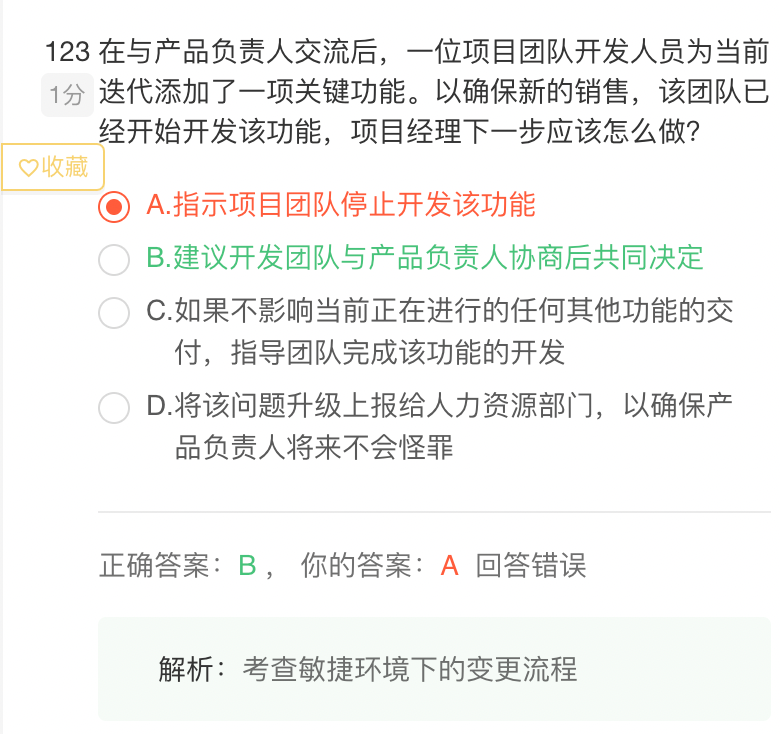 123 在与产品负责人交流后，一位项目团队开发人员为当前
1分 迭代添加了一项关键功能。以确保新的销售，该团队已
经开始开发该功能，项目经理下一步应该怎么做？
♡收藏
A.指示项目团队停止开发该功能
B.建议开发团队与产品负责人协商后共同决定
C.如果不影响当前正在进行的任何其他功能的交
付，指导团队完成该功能的开发
D.将该问题升级上报给人力资源部门，以确保产
品负责人将来不会怪罪
正确答案：B， 你的答案：A 回答错误
解析：考查敏捷环境下的变更流程